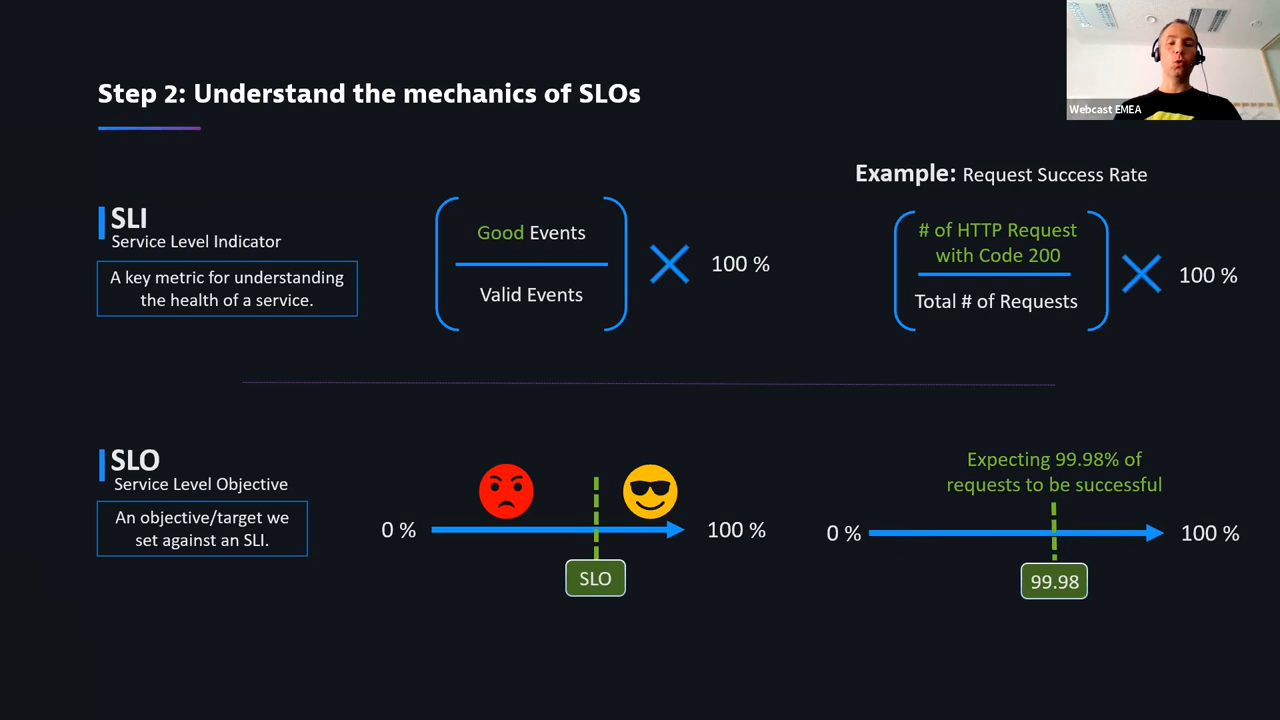 Step 2: Understand the mechanics of SLOs
Webcast EMEA
Example: Request Success Rate
SLI
Service Level Indicator
A key metric for understanding
the health of a service.
Good Events
Valid Events
100 %
# of HTTP Request
with Code 200
Total # of Requests
100 %
SLO
Service Level Objective
An objective/target we
set against an SLI.
0 %
100 %
SLO
Expecting 99.98% of
requests to be successful
0 %
100 %
99.98